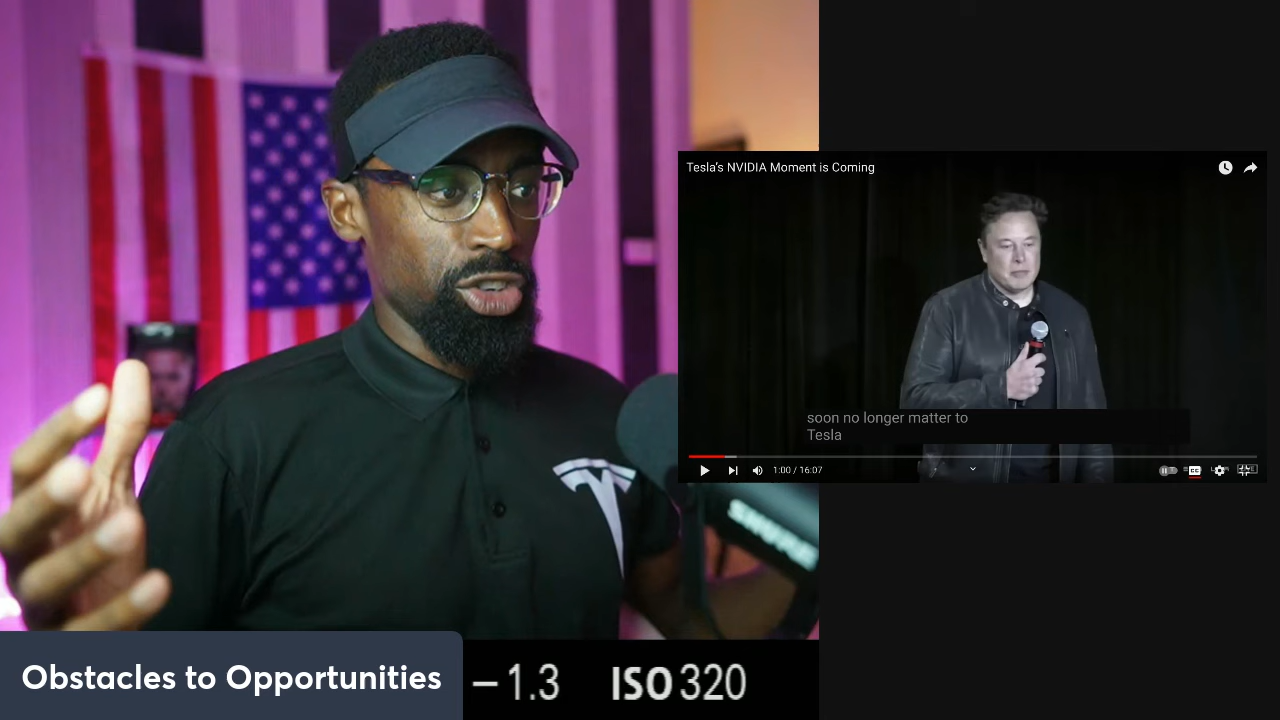 Tesla's NVIDIA Moment is Coming
soon no longer matter to
Tesla
1:00 / 16:07
SHURE
Obstacles to Opportunities
– 1.3 ISO 320